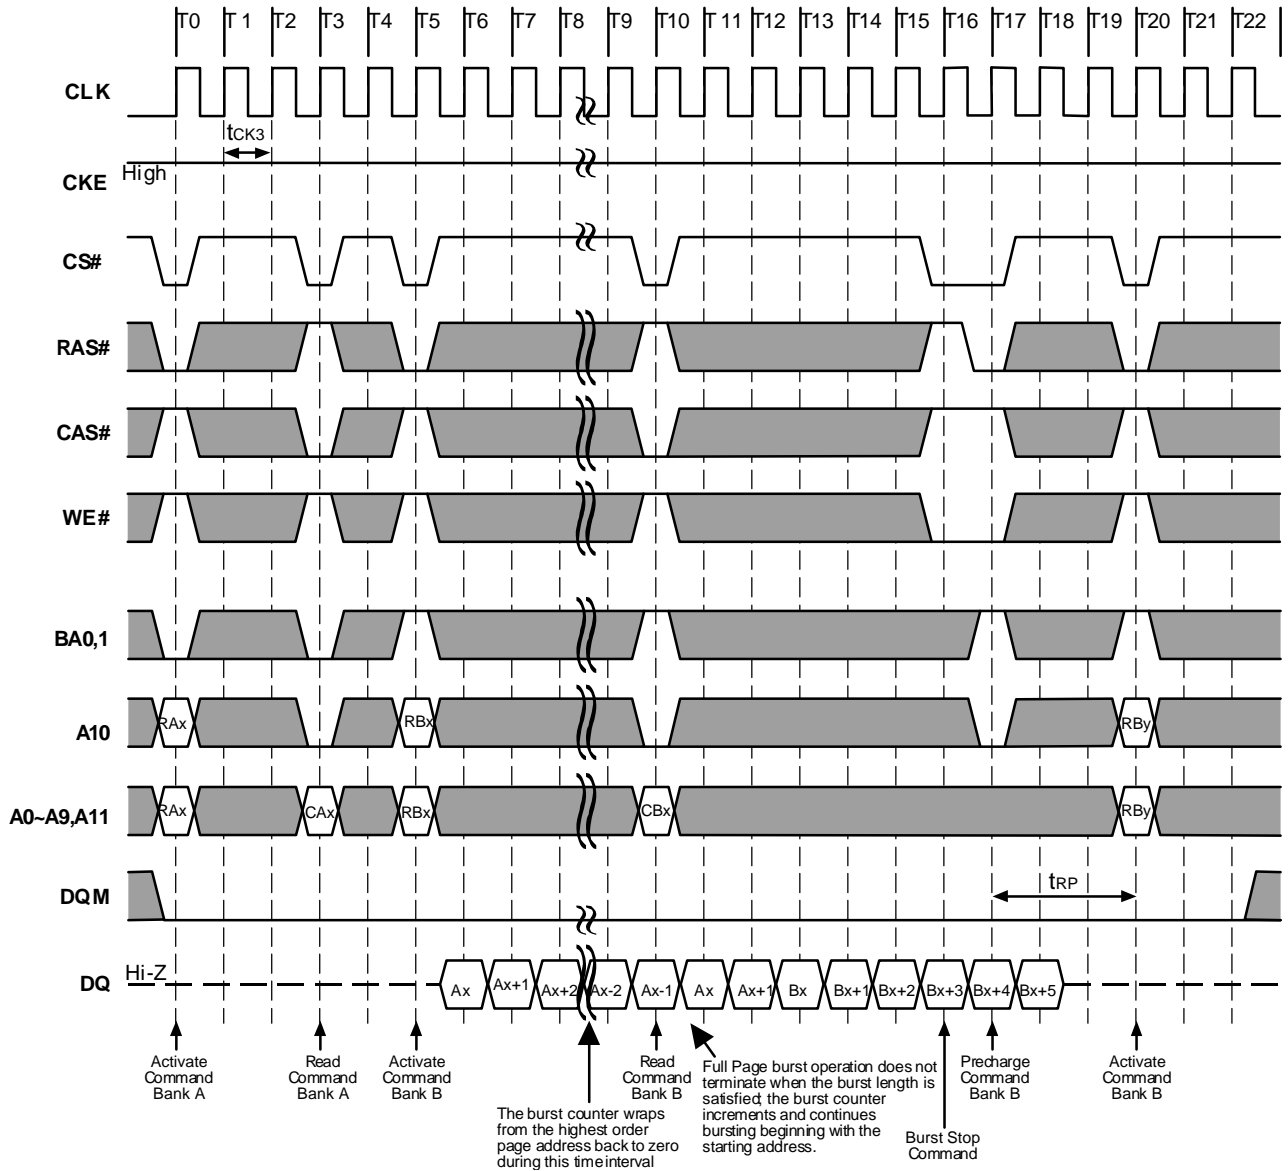 T0 T1 T2 T3 T4 T5 T6 T7 T8 T9 T10 T11 T12 T13 T14 T15 T16 T17 T18 T19 T20 T21 T22
CLK
tCK3
High
CKE
CS#
RAS#
CAS#
WE#
BA0,1
A10
RAx RBx RBy
A0~A9,A11
RAx CAx RBx CBx RBy
DQM
tRP
Hi-Z
DQ
Ax Ax+1 Ax+2 Ax-2 Ax-1 Ax Ax+1 Bx Bx+1 Bx+2 Bx+3 Bx+4 Bx+5
Activate
Command
Bank A
Read
Command
Bank A
Activate
Command
Bank B
The burst counter wraps
from the highest order
page address back to zero
during this time interval
Read
Command
Bank B
Full Page burst operation does not
terminate when the burst length is
satisfied; the burst counter
increments and continues
bursting beginning with the
starting address.
Burst Stop
Command
Precharge
Command
Bank B
Activate
Command
Bank B